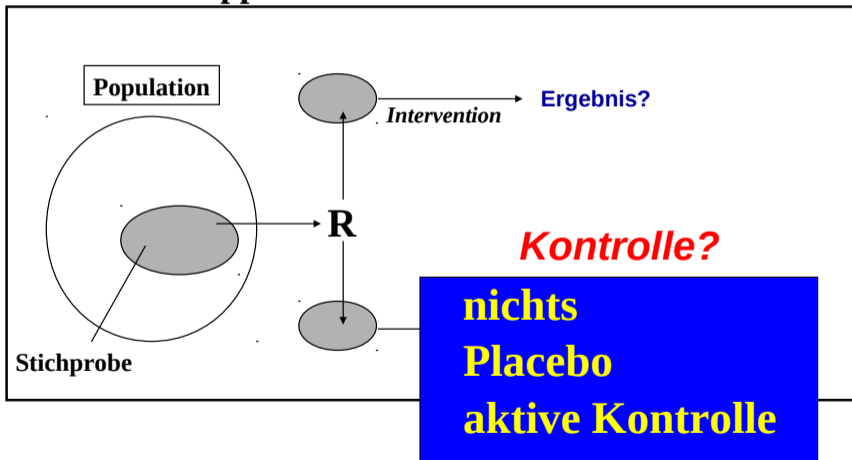 Population
Intervention
Ergebnis?
R
Kontrolle?
nichts
Placebo
aktive Kontrolle
Stichprobe